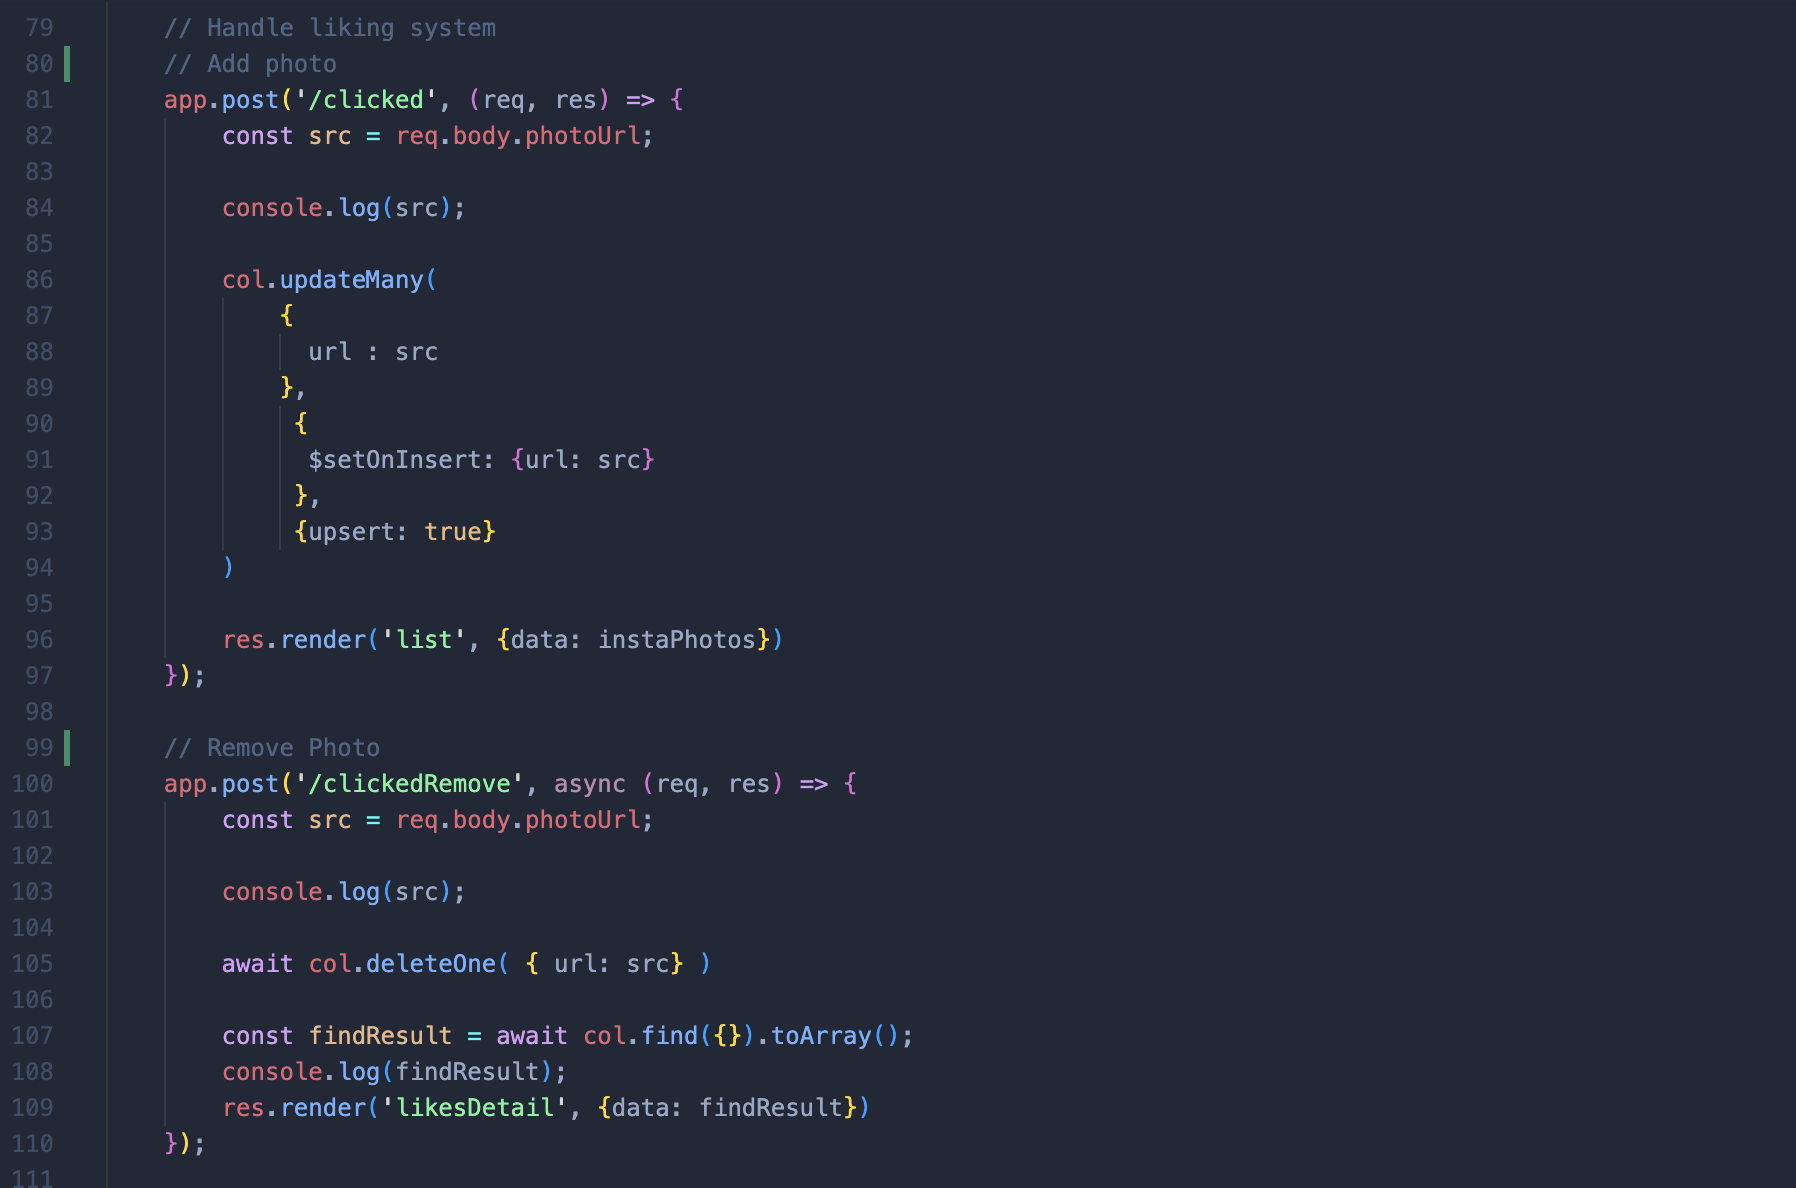 79 // Handle liking system
80 // Add photo
81 app.post('/clicked', (req, res) => {
82 const src = req.body.photoUrl;
83
84 console.log(src);
85
86 col.updateMany(
87 {
88 url : src
89 },
90 {
91 $setOnInsert: {url: src}
92 },
93 {upsert: true}
94 )
95
96 res.render('list', {data: instaPhotos})
97 });
98
99 // Remove Photo
100 app.post('/clickedRemove', async (req, res) => {
101 const src = req.body.photoUrl;
102
103 console.log(src);
104
105 await col.deleteOne( { url: src} )
106
107 const findResult = await col.find({}).toArray();
108 console.log(findResult);
109 res.render('likesDetail', {data: findResult})
110 });
111